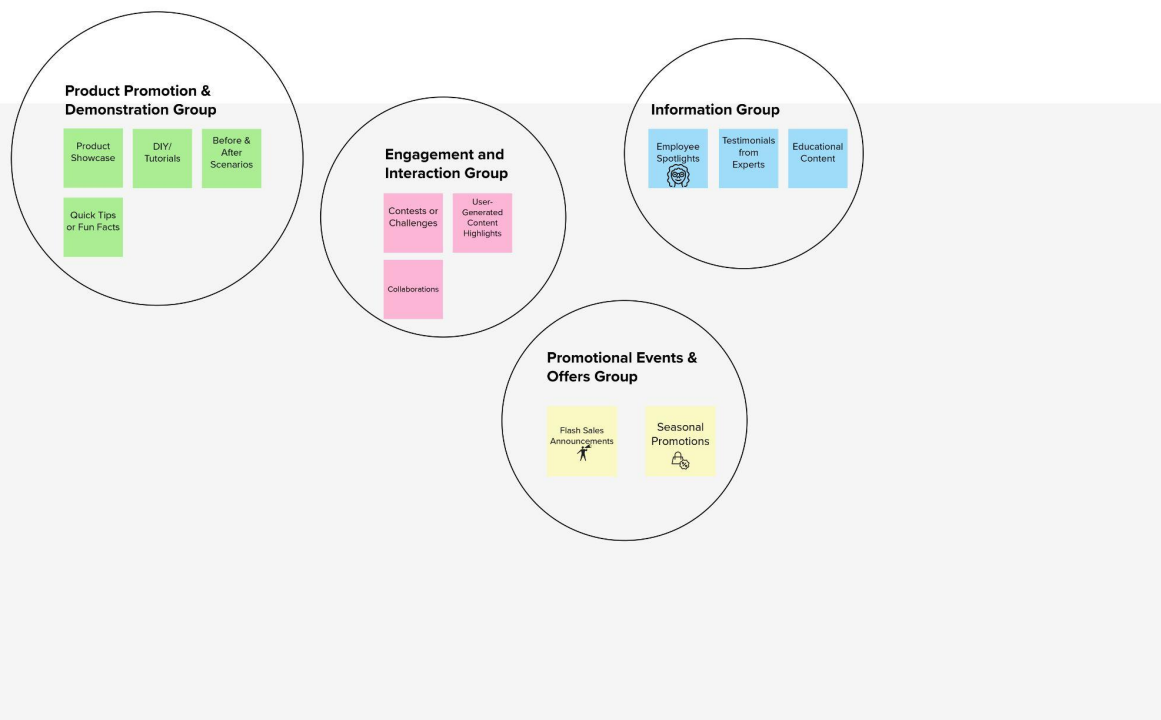 Product Promotion &
Demonstration Group
Product
Showcase
DIY/
Tutorials
Before &
After
Scenarios
Quick Tips
or Fun Facts
Engagement and
Interaction Group
Contests or
Challenges
User-
Generated
Content
Highlights
Collaborations
Information Group
Employee
Spotlights
Testimonials
from
Experts
Educational
Content
Promotional Events &
Offers Group
Flash Sales
Announcements
Seasonal
Promotions
%